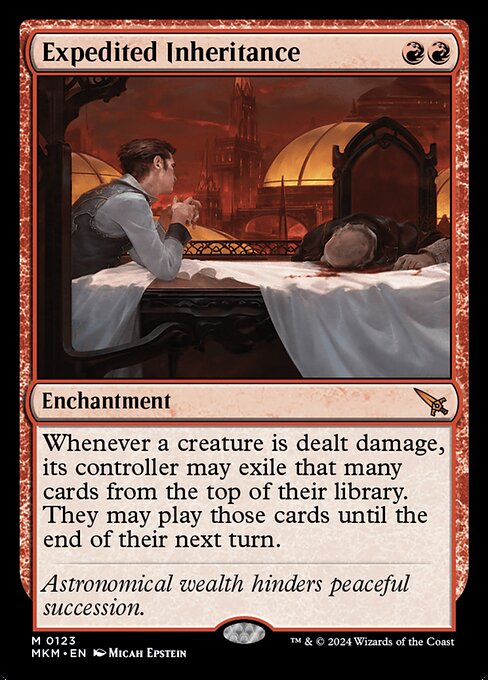 Expedited Inheritance
Enchantment
Whenever a creature is dealt damage,
its controller may exile that many
cards from the top of their library.
They may play those cards until the
end of their next turn.
Astronomical wealth hinders peaceful
succession.
M 0123
MKM • EN Micah Epstein
™ & © 2024 Wizards of the Coast